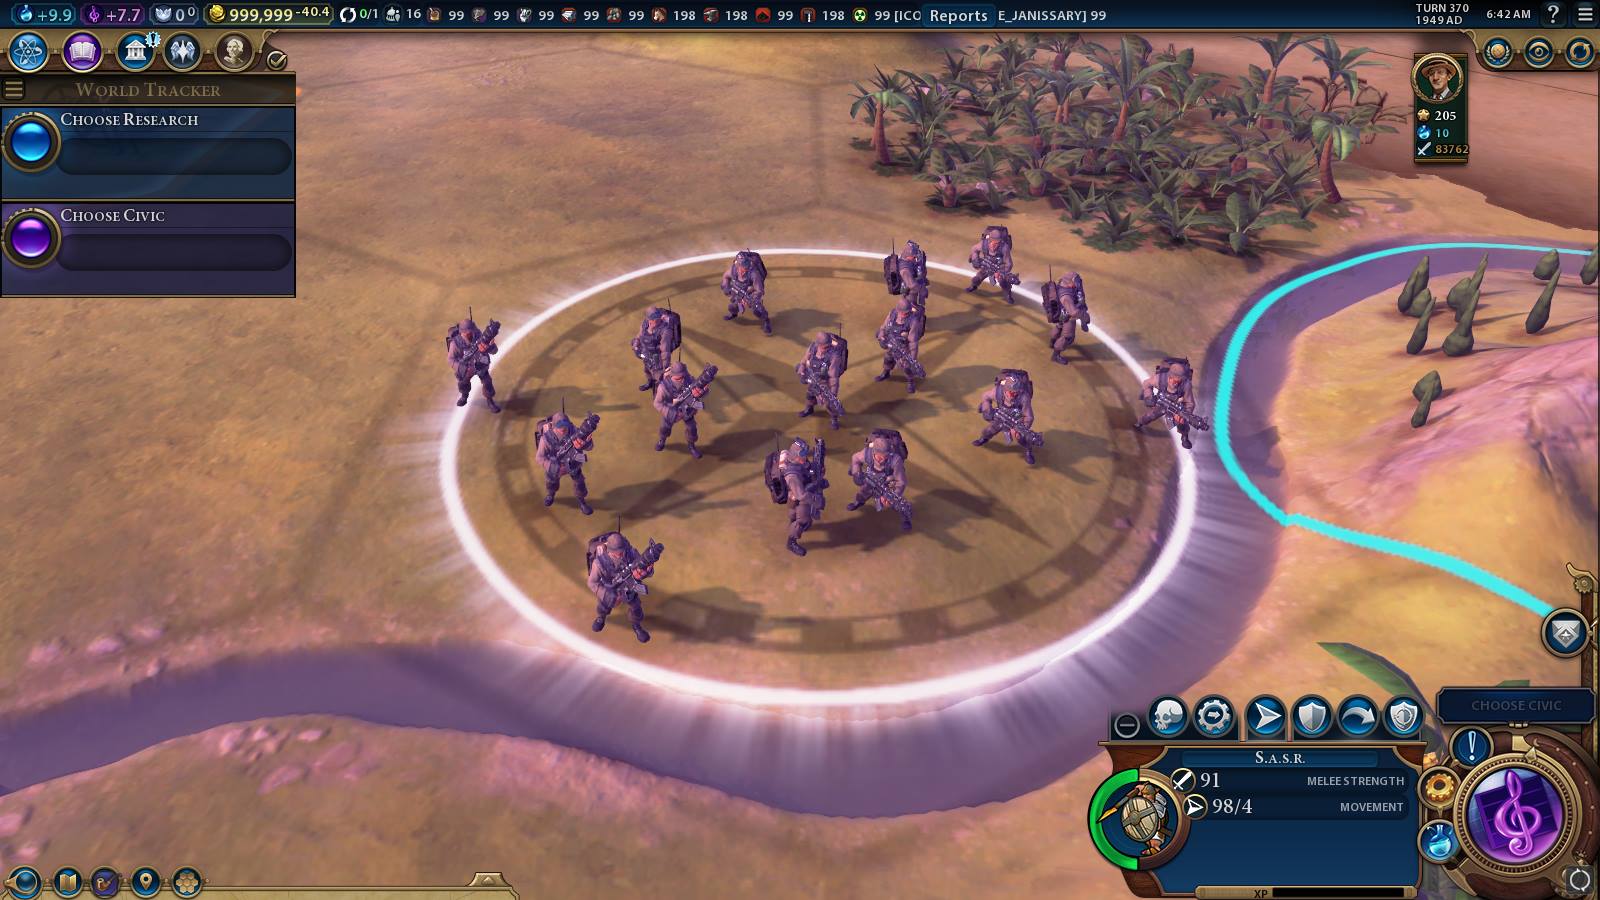 +9.9 +7.7 0 0 999,999 -40.4 0/1 16 99 99 99 99 99 198 198 99 198 99 [ICO Reports E_JANISSARY] 99
TURN 370
1949 AD
6:42 AM ?
WORLD TRACKER
CHOOSE RESEARCH
CHOOSE CIVIC
205
10
83762
CHOOSE CIVIC
S.A.S.R.
91 MELEE STRENGTH
98/4 MOVEMENT
XP